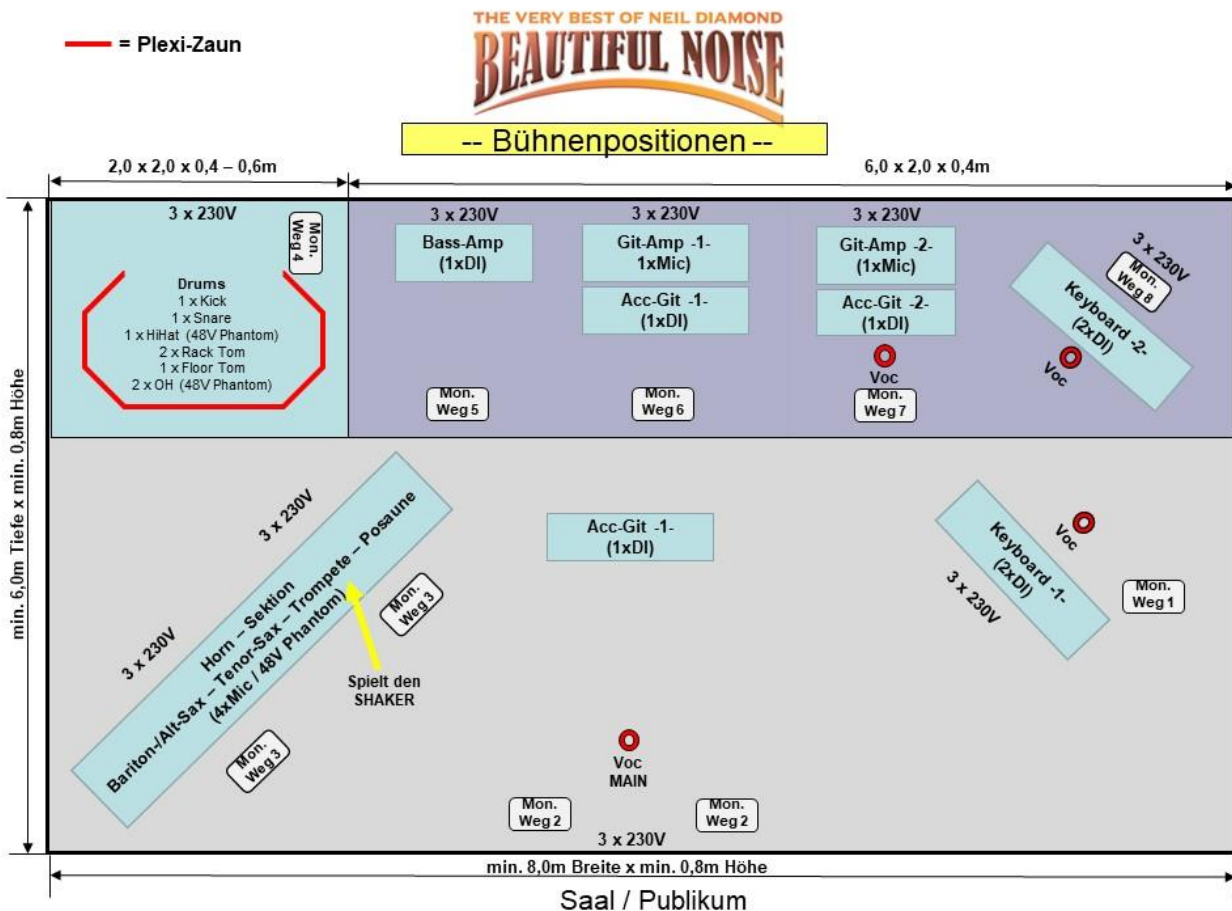 = Plexi-Zaun
THE VERY BEST OF NEIL DIAMOND
BEAUTIFUL NOISE
-- Bühnenpositionen --
2,0 x 2,0 x 0,4 – 0,6m
6,0 x 2,0 x 0,4m
min. 6,0m Tiefe x min. 0,8m Höhe
3 x 230V
Mon.
Weg 4
Drums
1 x Kick
1 x Snare
1 x HiHat (48V Phantom)
2 x Rack Tom
1 x Floor Tom
2 x OH (48V Phantom)
3 x 230V
Bass-Amp
(1xDI)
Mon.
Weg 5
3 x 230V
Git-Amp -1-
1xMic)
Acc-Git -1-
(1xDI)
Mon.
Weg 6
3 x 230V
Git-Amp -2-
(1xMic)
Acc-Git -2-
(1xDI)
Voc
Mon.
Weg 7
3 x 230V
Mon.
Weg 8
Keyboard -2-
(2xDI)
Voc
3 x 230V
3 x 230V
Horn – Sektion
Bariton-/Alt-Sax – Tenor-Sax – Trompete – Posaune
(4xMic / 48V Phantom)
Mon.
Weg 3
Mon.
Weg 3
Spielt den
SHAKER
Acc-Git -1-
(1xDI)
Voc
Keyboard -1-
(2xDI)
3 x 230V
Mon.
Weg 1
Voc
MAIN
Mon.
Weg 2
Mon.
Weg 2
3 x 230V
min. 8,0m Breite x min. 0,8m Höhe
Saal / Publikum